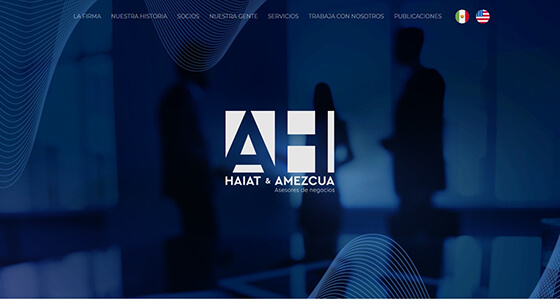 LA FIRMA NUESTRA HISTORIA SOCIOS NUESTRA GENTE SERVICIOS TRABAJA CON NOSOTROS PUBLICACIONES
AH
HAIAT & AMEZCUA
Asesores de negocios